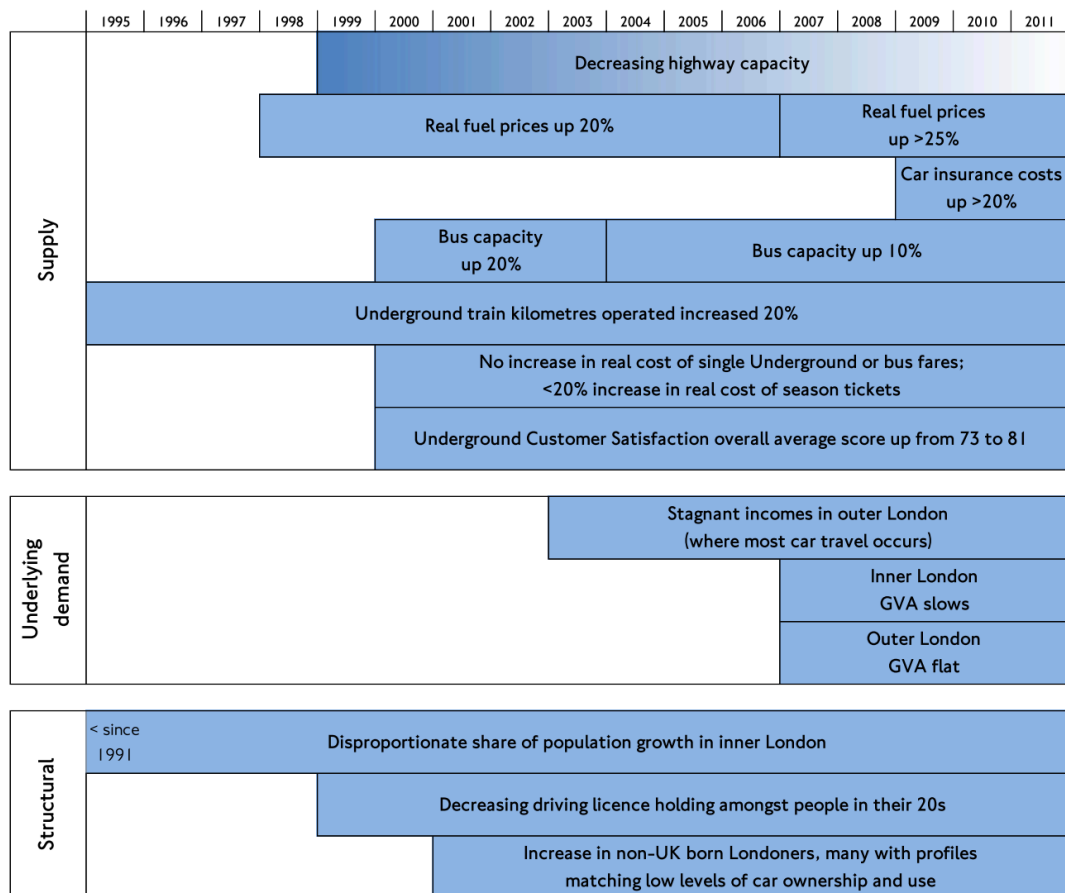 1995 1996 1997 1998 1999 2000 2001 2002 2003 2004 2005 2006 2007 2008 2009 2010 2011
Supply
Decreasing highway capacity
Real fuel prices up 20%
Real fuel prices
up >25%
Car insurance costs
up >20%
Bus capacity
up 20%
Bus capacity up 10%
Underground train kilometres operated increased 20%
No increase in real cost of single Underground or bus fares;
<20% increase in real cost of season tickets
Underground Customer Satisfaction overall average score up from 73 to 81
Underlying
demand
Stagnant incomes in outer London
(where most car travel occurs)
Inner London
GVA slows
Outer London
GVA flat
Structural
< since
1991
Disproportionate share of population growth in inner London
Decreasing driving licence holding amongst people in their 20s
Increase in non-UK born Londoners, many with profiles
matching low levels of car ownership and use